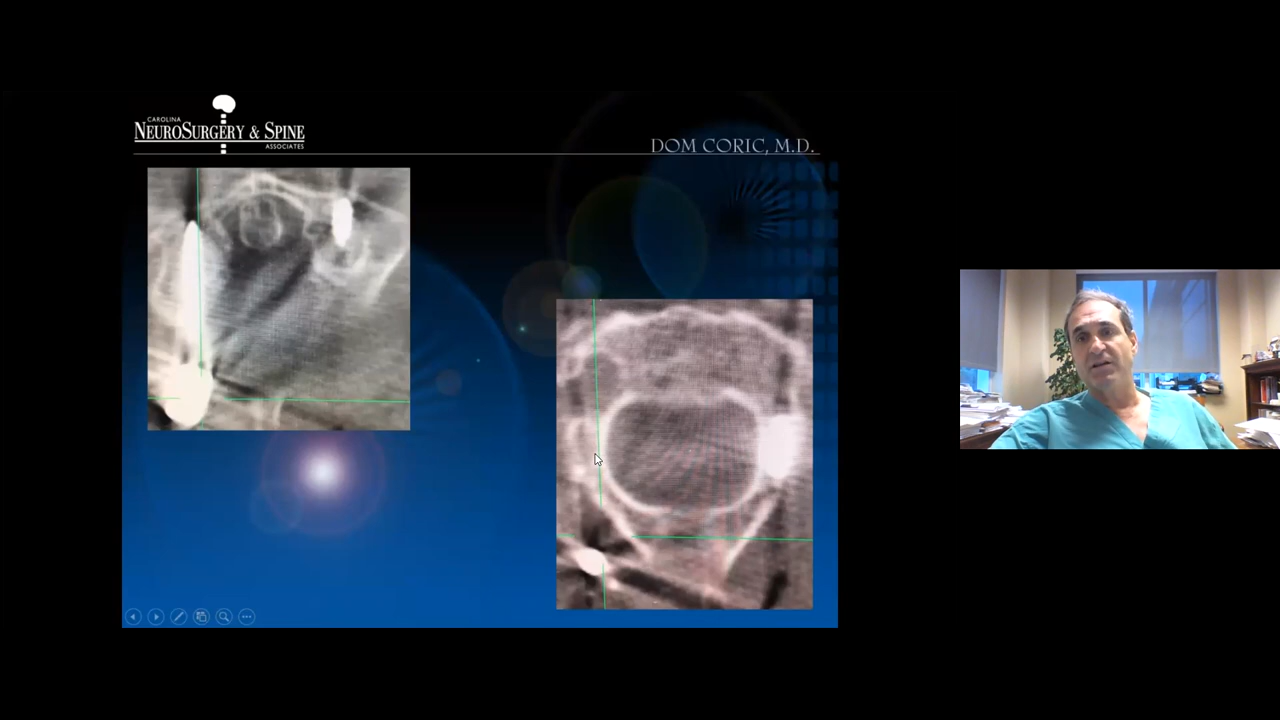 CAROLINA
NEUROSURGERY & SPINE
ASSOCIATES
DOM CORIC, M.D.